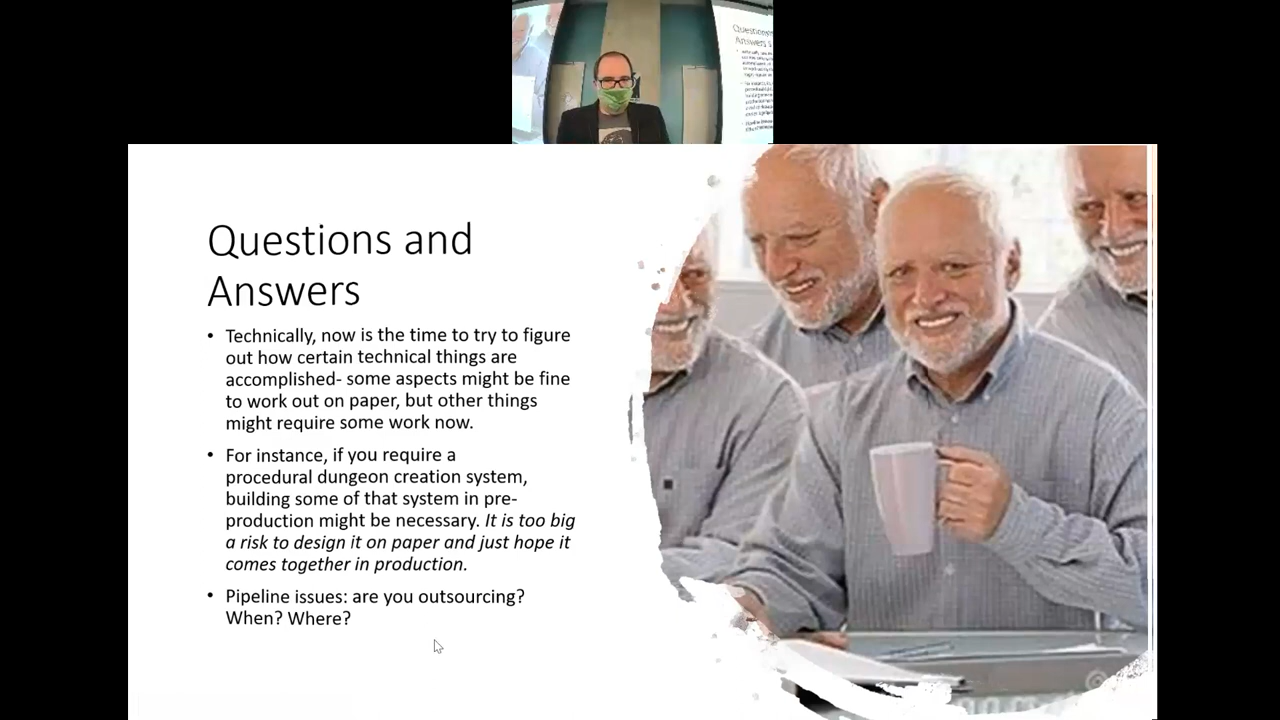 Questions and
Answers
• Technically, now is the time to try to figure
out how certain technical things are
accomplished- some aspects might be fine
to work out on paper, but other things
might require some work now.
• For instance, if you require a
procedural dungeon creation system,
building some of that system in pre-
production might be necessary. It is too big
a risk to design it on paper and just hope it
comes together in production.
• Pipeline issues: are you outsourcing?
When? Where?